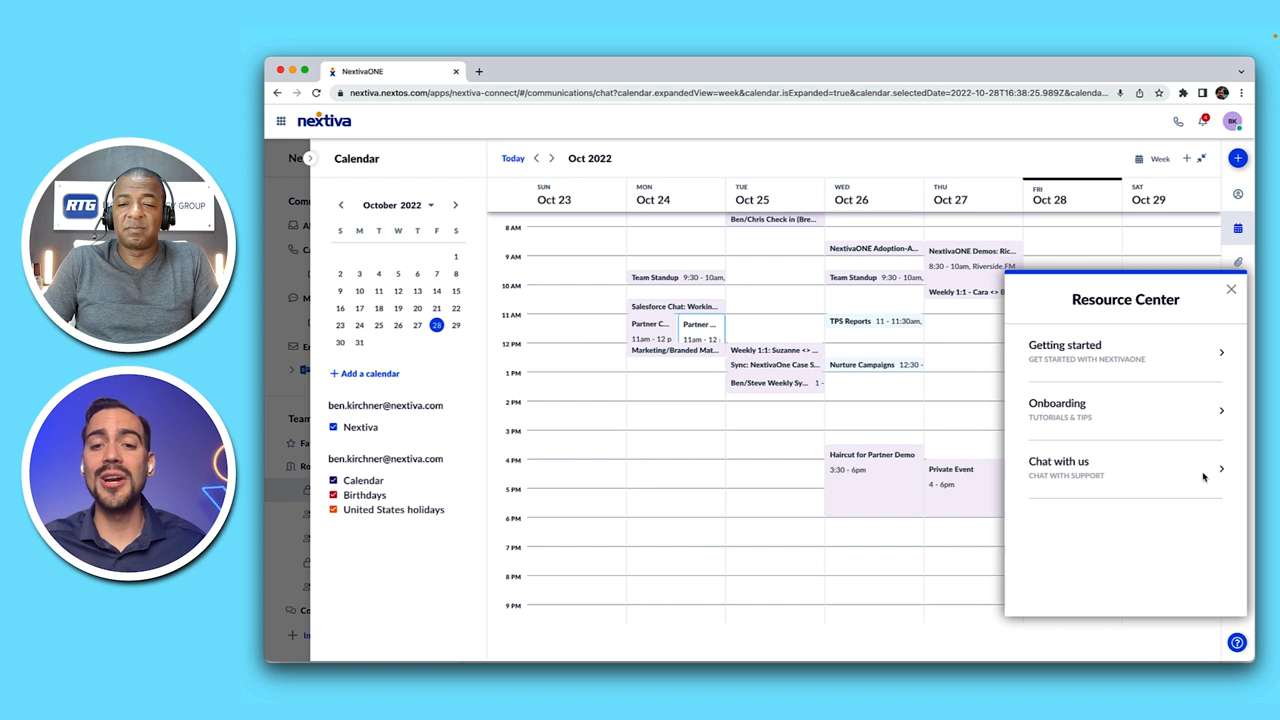 RTG
Y GROUP
NextivaONE
nextiva.nextos.com/apps/nextiva-connect/#/communications/chat?calendar.expandedView=week&calendar.isExpanded=true&calendar.selectedDate=2022-10-28T16:38:25.989Z&calenda...
nextiva
4
BK
Ne
Calendar
Today
Oct 2022
Week
October 2022
S M T W T F S
1
2 3 4 5 6 7 8
9 10 11 12 13 14 15
16 17 18 19 20 21 22
23 24 25 26 27 28 29
30 31
+ Add a calendar
ben.kirchner@nextiva.com
Nextiva
ben.kirchner@nextiva.com
Calendar
Birthdays
United States holidays
SUN MON TUE WED THU FRI SAT
Oct 23 Oct 24 Oct 25 Oct 26 Oct 27 Oct 28 Oct 29
8 AM
9 AM
10 AM
11 AM
12 PM
1 PM
2 PM
3 PM
4 PM
5 PM
6 PM
7 PM
8 PM
9 PM
Team Standup 9:30 - 10am,
Salesforce Chat: Workin...
Partner C...
11am - 12 p
Partner ...
11am - 12
Marketing/Branded Mat...
Ben/Chris Check in (Bre...
Weekly 1:1: Suzanne <> ...
Sync: NextivaOne Case S...
Ben/Steve Weekly Sy... 1 -
NextivaONE Adoption-A...
Team Standup 9:30 - 10am,
TPS Reports 11 - 11:30am,
Nurture Campaigns 12:30 -
Haircut for Partner Demo
3:30 - 6pm
NextivaONE Demos: Ric...
8:30 - 10am, Riverside,FM
Weekly 1:1 - Cara <> B
Private Event
4 - 6pm
Resource Center
Getting started
GET STARTED WITH NEXTIVAONE
Onboarding
TUTORIALS & TIPS
Chat with us
CHAT WITH SUPPORT